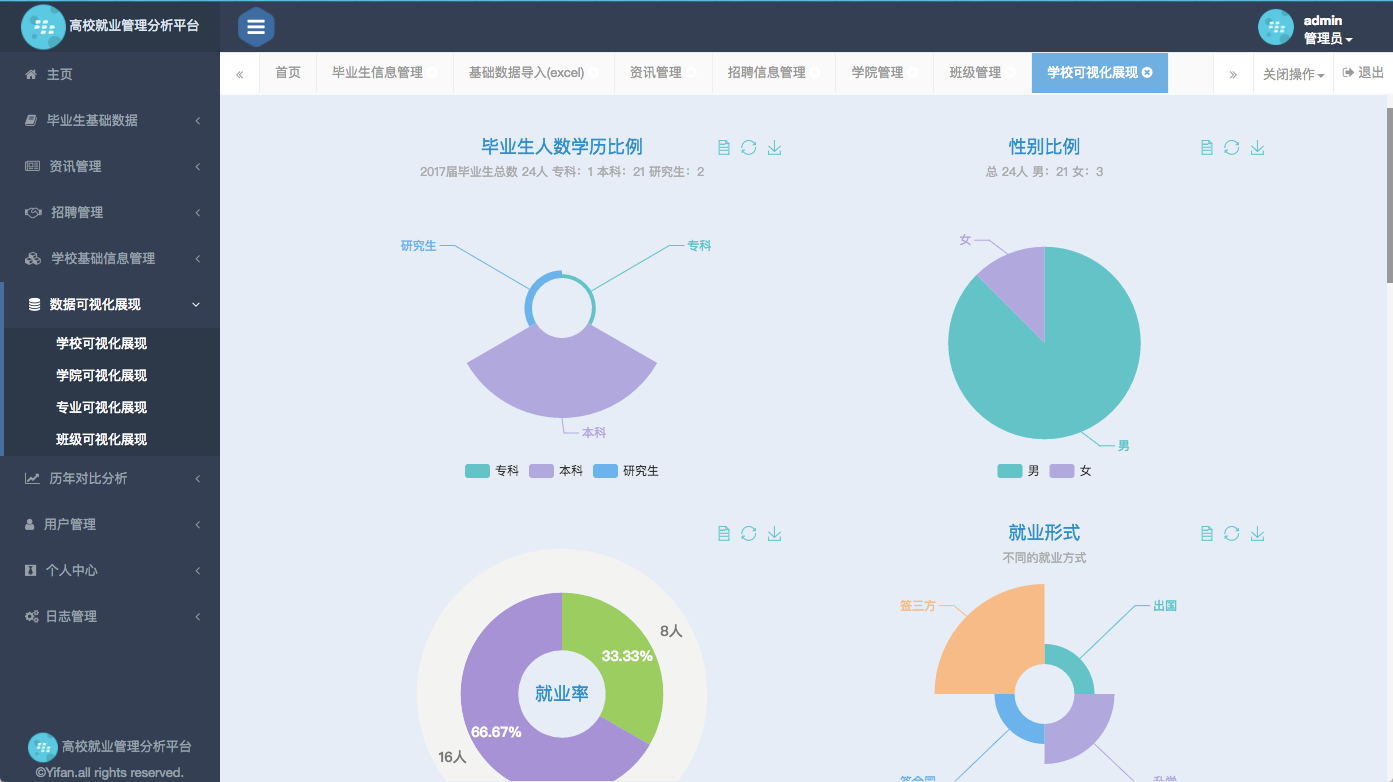 高校就业管理分析平台
admin
管理员
主页
毕业生基础数据
资讯管理
招聘管理
学校基础信息管理
数据可视化展现
学校可视化展现
学院可视化展现
专业可视化展现
班级可视化展现
历年对比分析
用户管理
个人中心
日志管理
高校就业管理分析平台
©Yifan.all rights reserved.
« 首页 毕业生信息管理 基础数据导入(excel) 资讯管理 招聘信息管理 学院管理 班级管理 学校可视化展现 » 关闭操作 退出
毕业生人数学历比例
2017届毕业生总数 24人 专科：1 本科：21 研究生：2
研究生
专科
本科
专科 本科 研究生
性别比例
总 24人 男：21 女：3
女
男
男 女
8人
33.33%
就业率
66.67%
16人
就业形式
不同的就业方式
签三方
出国
签合同
升学